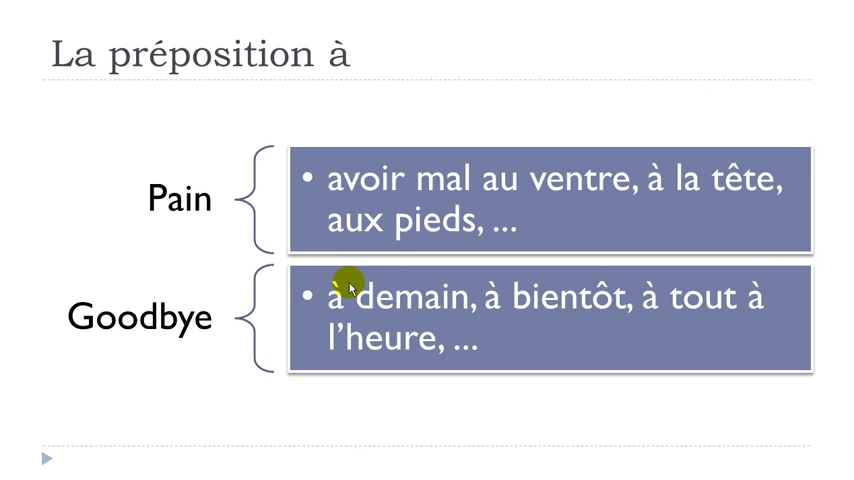 La préposition à
Pain
• avoir mal au ventre, à la tête,
aux pieds, ...
Goodbye
• à demain, à bientôt, à tout à
l’heure, ...